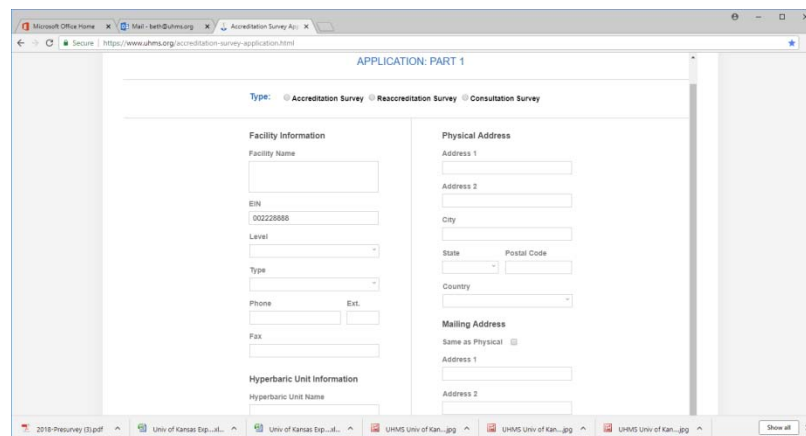 Microsoft Office Home
Mail - beth@uhms.org
Accreditation Survey App
Secure
https://www.uhms.org/accreditation-survey-application.html
APPLICATION: PART 1
Type: Accreditation Survey Reaccreditation Survey Consultation Survey
Facility Information
Facility Name
EIN
002228888
Level
Type
Phone Ext.
Fax
Hyperbaric Unit Information
Hyperbaric Unit Name
Physical Address
Address 1
Address 2
City
State Postal Code
Country
Mailing Address
Same as Physical
Address 1
Address 2
2018-Presurvey (3).pdf
Univ of Kansas Exp....xl...
Univ of Kansas Exp....xl...
UHMS Univ of Kan....jpg
UHMS Univ of Kan....jpg
UHMS Univ of Kan....jpg
Show all